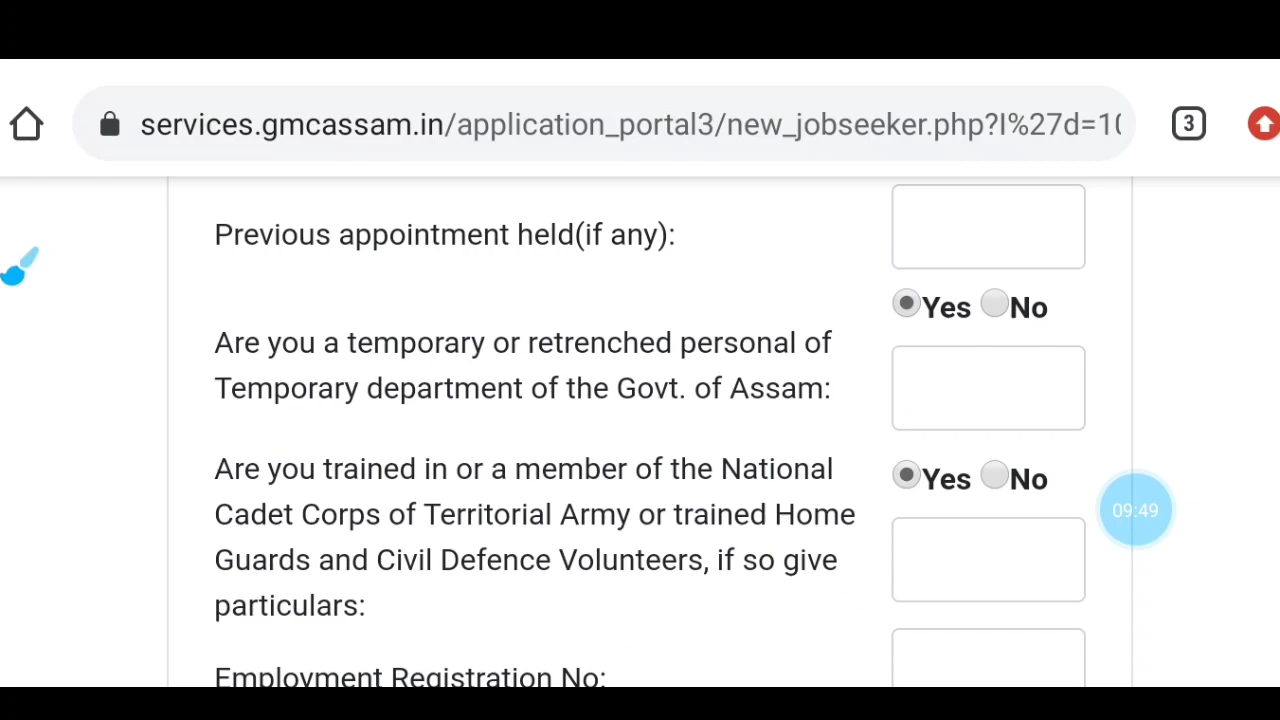 services.gmcassam.in/application_portal3/new_jobseeker.php?I%27d=10
3
Previous appointment held(if any):
Yes No
Are you a temporary or retrenched personal of
Temporary department of the Govt. of Assam:
Are you trained in or a member of the National
Yes No
Cadet Corps of Territorial Army or trained Home
09:49
Guards and Civil Defence Volunteers, if so give
particulars:
Employment Registration No: